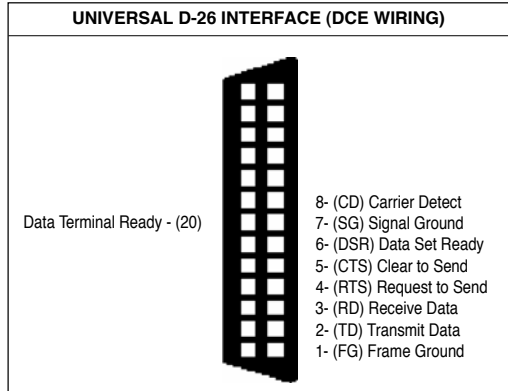 UNIVERSAL D-26 INTERFACE (DCE WIRING)
Data Terminal Ready - (20)
8- (CD) Carrier Detect
7- (SG) Signal Ground
6- (DSR) Data Set Ready
5- (CTS) Clear to Send
4- (RTS) Request to Send
3- (RD) Receive Data
2- (TD) Transmit Data
1- (FG) Frame Ground